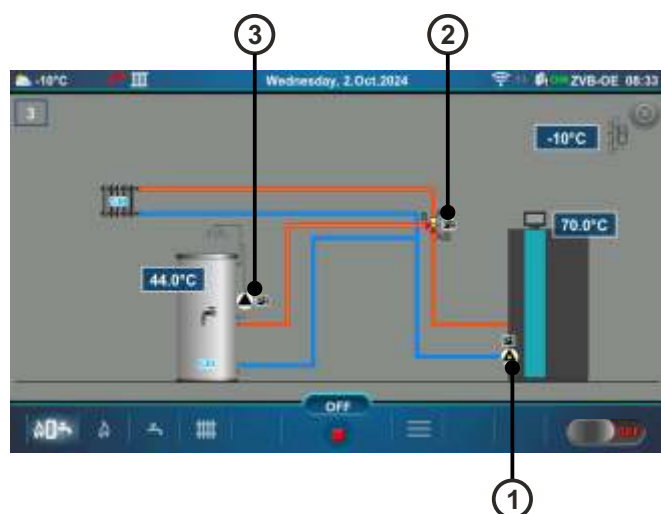 3
2
-10°C
Wednesday, 2.Oct.2024
ZVB-OE 08:33
3
-10°C
70.0°C
44.0°C
OFF
OFF
1